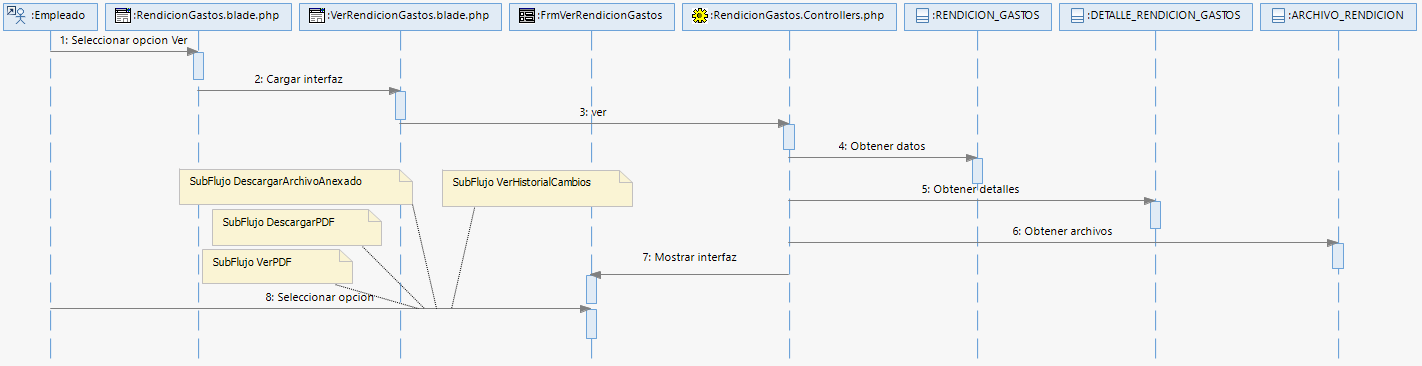 :Empleado
:RendicionGastos.blade.php
:VerRendicionGastos.blade.php
:FrmVerRendicionGastos
:RendicionGastos.Controllers.php
:RENDICION_GASTOS
:DETALLE_RENDICION_GASTOS
:ARCHIVO_RENDICION
1: Seleccionar opcion Ver
2: Cargar interfaz
3: ver
4: Obtener datos
SubFlujo DescargarArchivoAnexado
SubFlujo VerHistorialCambios
5: Obtener detalles
SubFlujo DescargarPDF
6: Obtener archivos
SubFlujo VerPDF
7: Mostrar interfaz
8: Seleccionar opcion